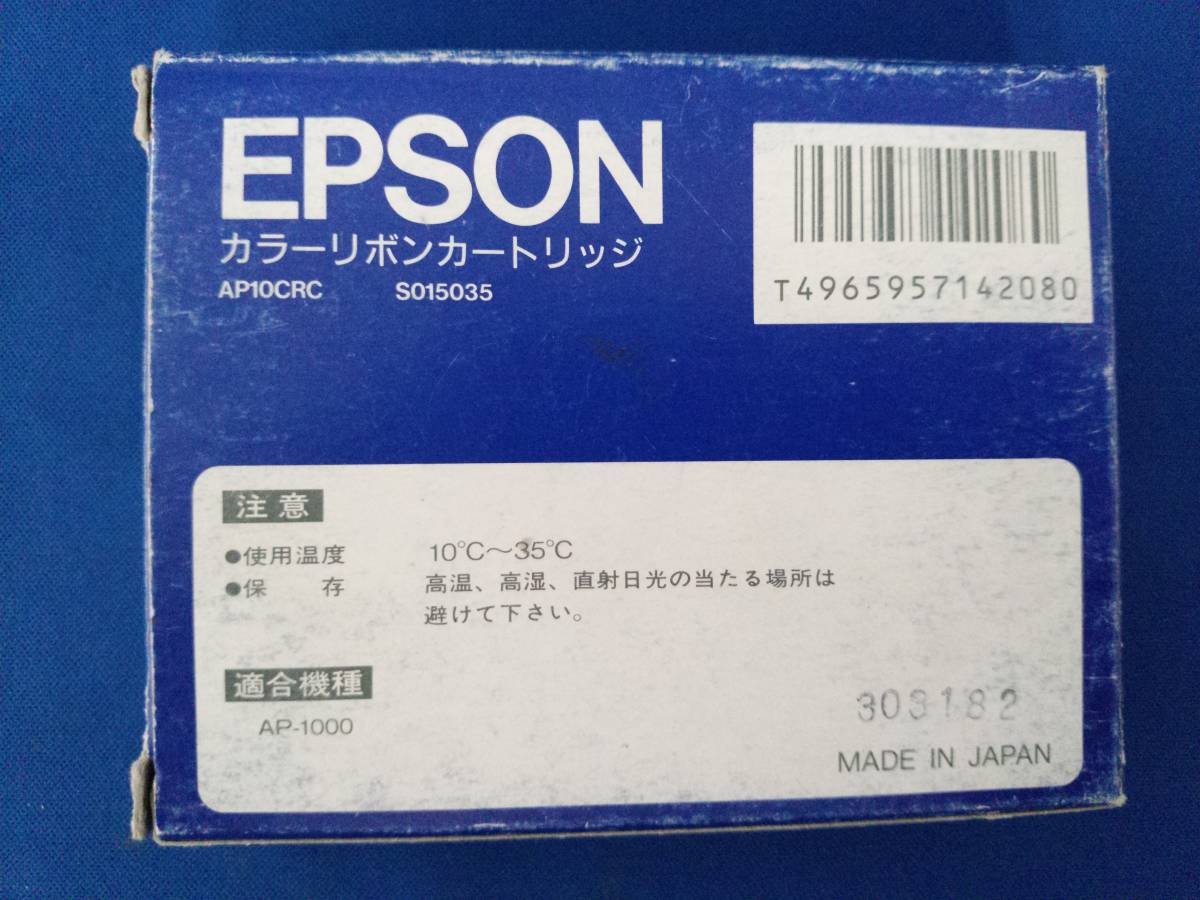 EPSON
カラーリボンカートリッジ
AP10CRC S015035
T4965957142080
注意
●使用温度 10℃～35℃
●保 存 高温、高湿、直射日光の当たる場所は
避けて下さい。
適合機種
AP-1000
303182
MADE IN JAPAN